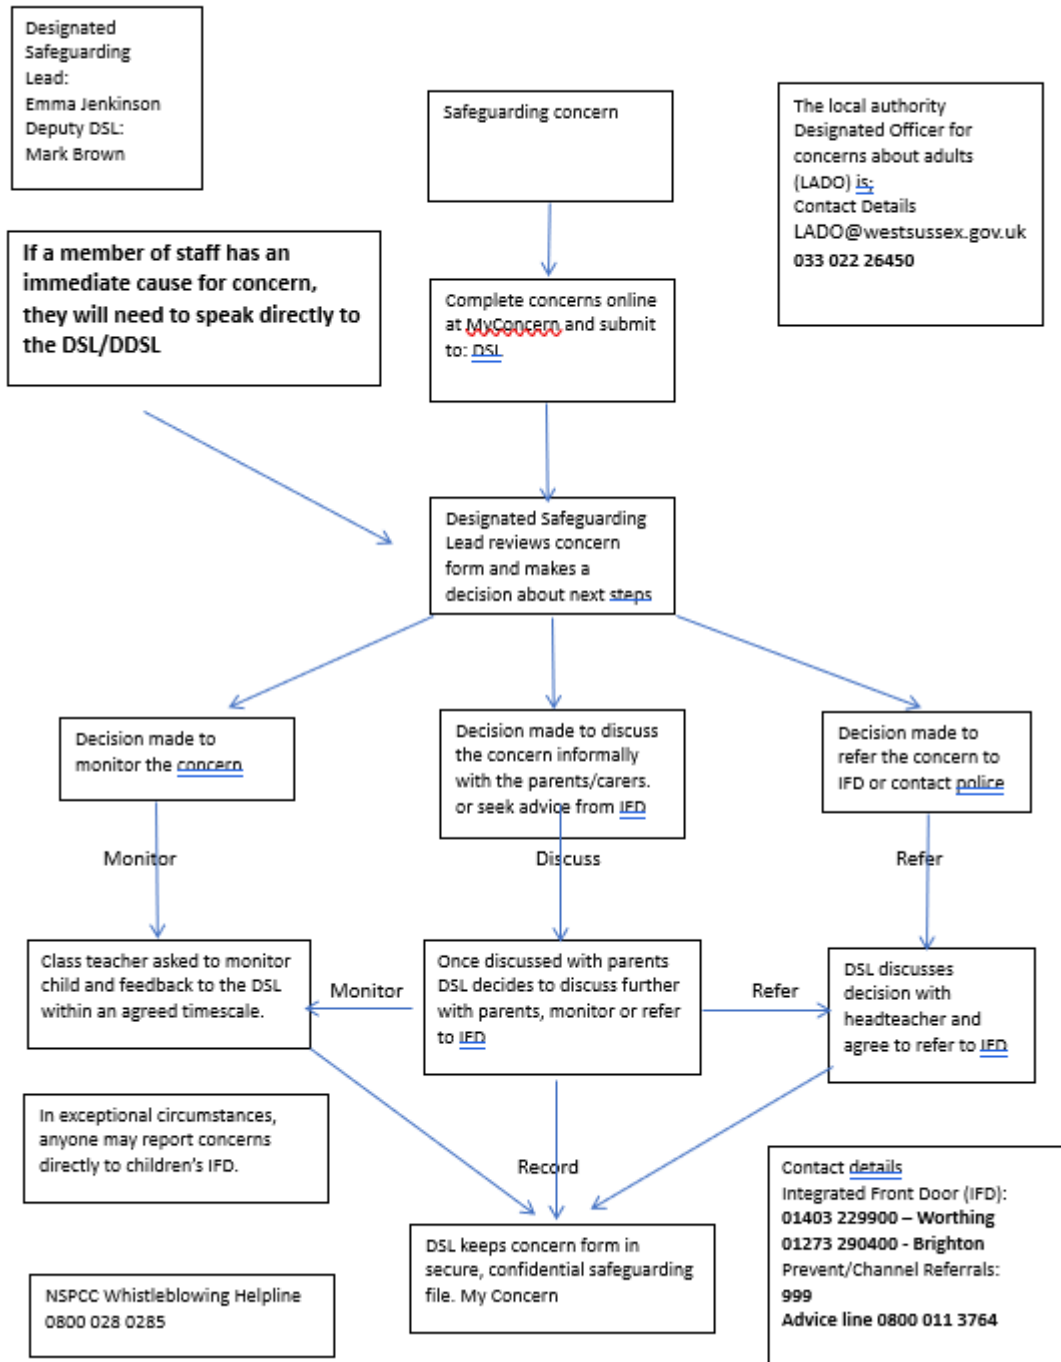 Designated
Safeguarding
Lead:
Emma Jenkinson
Deputy DSL:
Mark Brown
Safeguarding concern
The local authority
Designated Officer for
concerns about adults
(LADO) is;
Contact Details
LADO@westsussex.gov.uk
033 022 26450
If a member of staff has an
immediate cause for concern,
they will need to speak directly to
the DSL/DDSL
Complete concerns online
at MyConcern and submit
to: DSL
Designated Safeguarding
Lead reviews concern
form and makes a
decision about next steps
Decision made to
monitor the concern
Decision made to discuss
the concern informally
with the parents/carers.
or seek advice from IFD
Decision made to
refer the concern to
IFD or contact police
Monitor
Discuss
Refer
Class teacher asked to monitor
child and feedback to the DSL
within an agreed timescale.
Monitor
Once discussed with parents
DSL decides to discuss further
with parents, monitor or refer
to IFD
Refer
DSL discusses
decision with
headteacher and
agree to refer to IFD
In exceptional circumstances,
anyone may report concerns
directly to children's IFD.
Record
Contact details
Integrated Front Door (IFD):
01403 229900 – Worthing
01273 290400 - Brighton
Prevent/Channel Referrals:
999
Advice line 0800 011 3764
DSL keeps concern form in
secure, confidential safeguarding
file. My Concern
NSPCC Whistleblowing Helpline
0800 028 0285